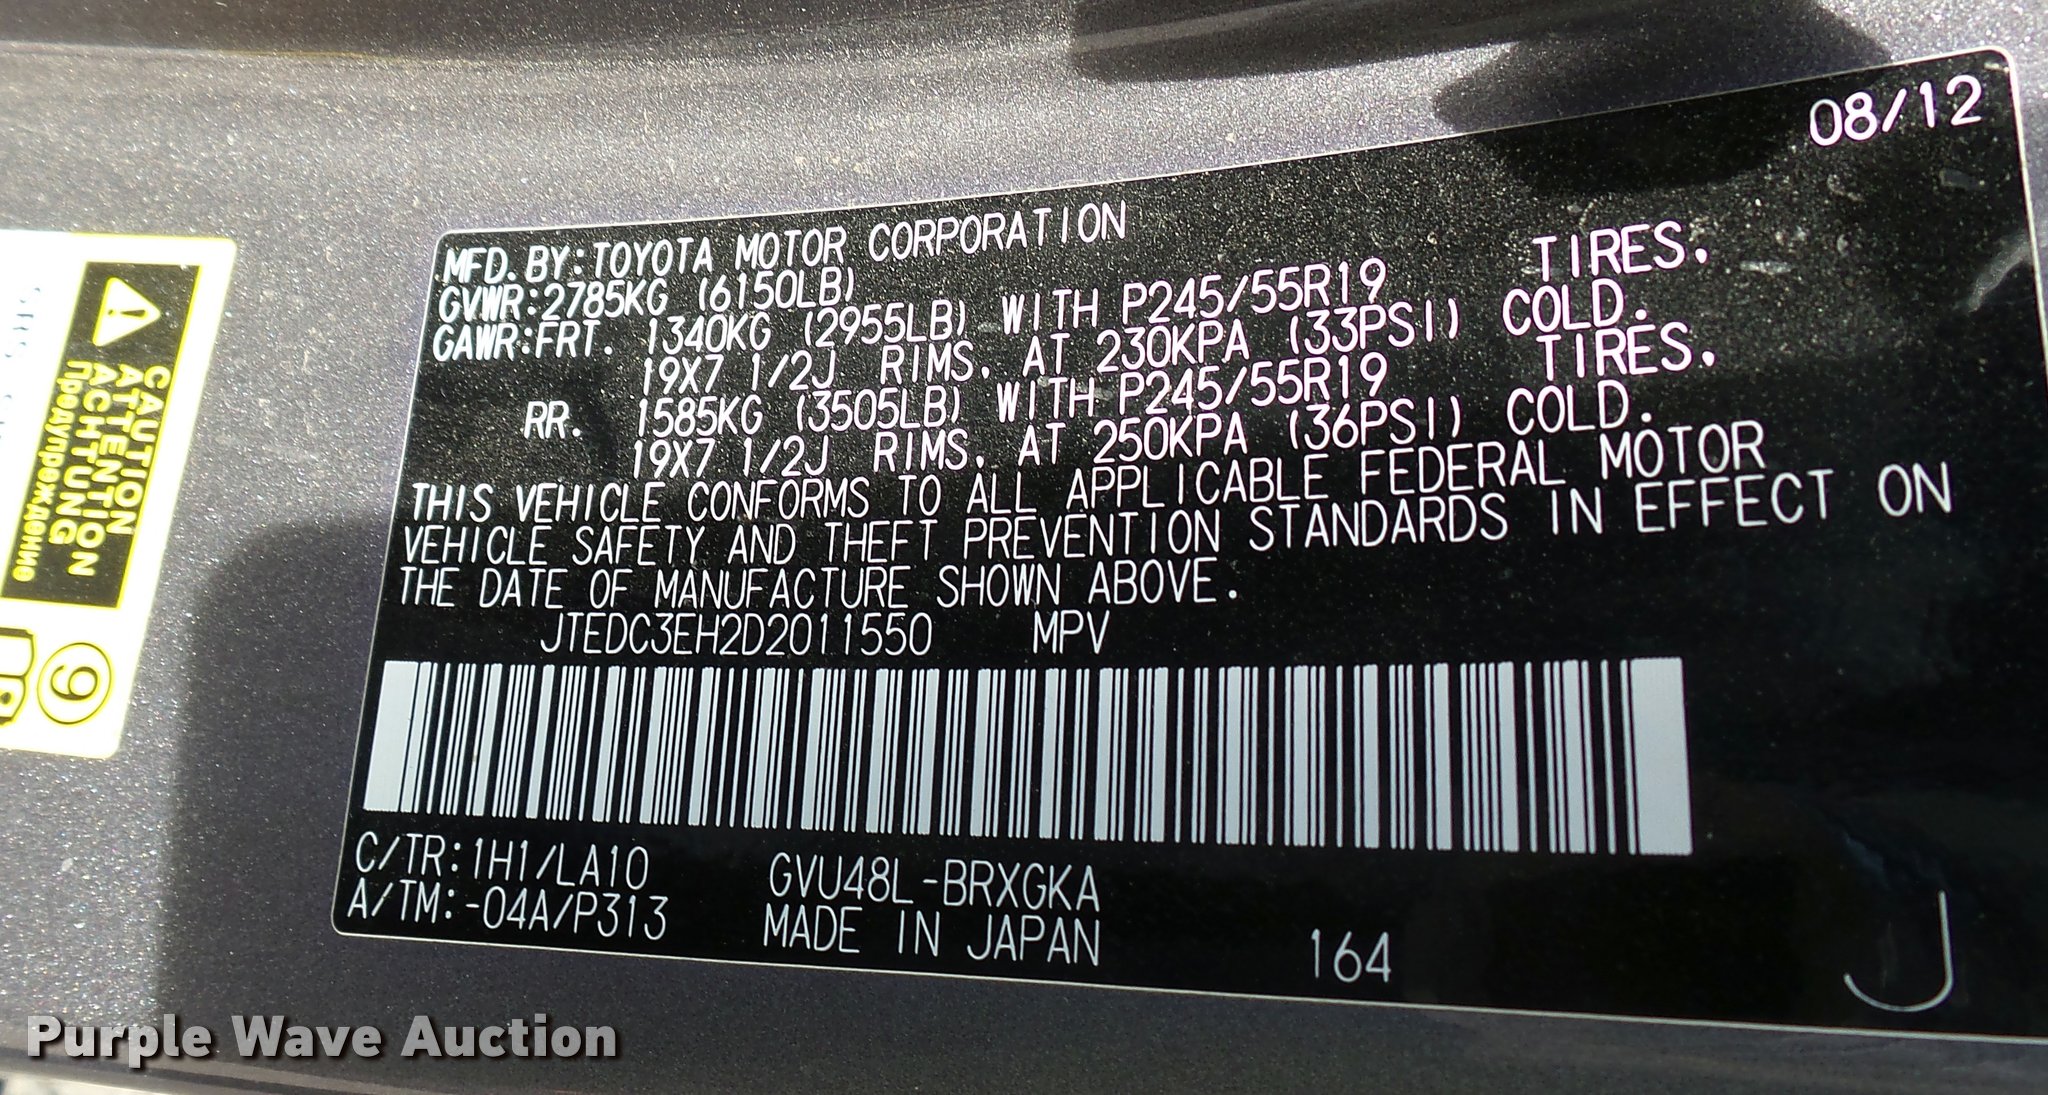 08/12
MFD. BY: TOYOTA MOTOR CORPORATION
GVWR: 2785KG (6150LB)
GAWR: FRT. 1340KG (2955LB) WITH P245/55R19 TIRES.
19X7 1/2J RIMS, AT 230KPA (33PSI) COLD.
RR. 1585KG (3505LB) WITH P245/55R19 TIRES.
19X7 1/2J RIMS, AT 250KPA (36PSI) COLD.
THIS VEHICLE CONFORMS TO ALL APPLICABLE FEDERAL MOTOR
VEHICLE SAFETY AND THEFT PREVENTION STANDARDS IN EFFECT ON
THE DATE OF MANUFACTURE SHOWN ABOVE.
JTEDC3EH2D2011550 MPV
C/TR: 1H1/LA10 GVU48L-BRXGKA
A/TM: -04A/P313 MADE IN JAPAN
164
J
CAUTION
ATTENTION
ACHTUNG
Предупреждение
9
Purple Wave Auction